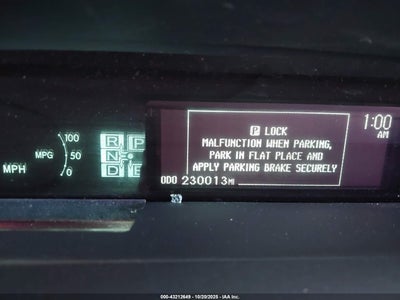 P LOCK
MALFUNCTION WHEN PARKING,
PARK IN FLAT PLACE AND
APPLY PARKING BRAKE SECURELY
1:00
AM
ODO 230013MI
100
MPG 50
0
MPH
R P
N
D
000-43212649 - 10/20/2025 - IAA Inc.